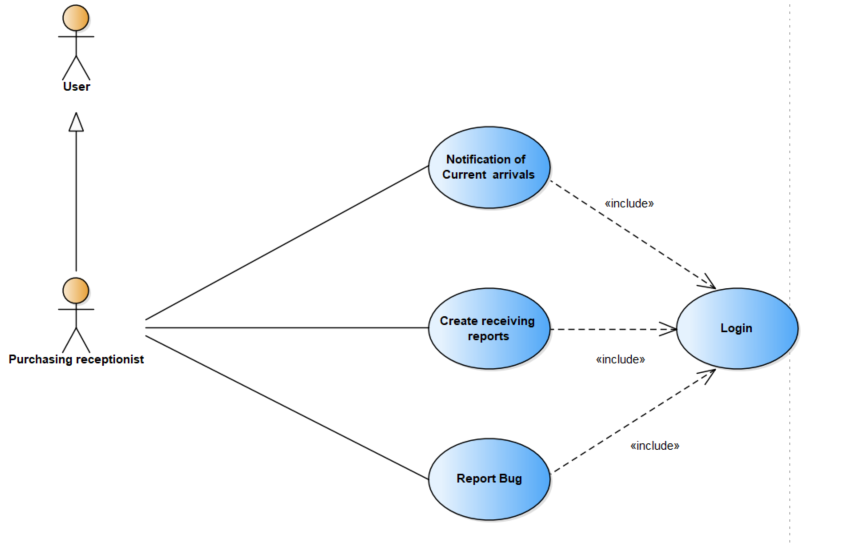 User
Notification of
Current arrivals
«include»
Create receiving
reports
Login
Purchasing receptionist
«include»
«include»
Report Bug